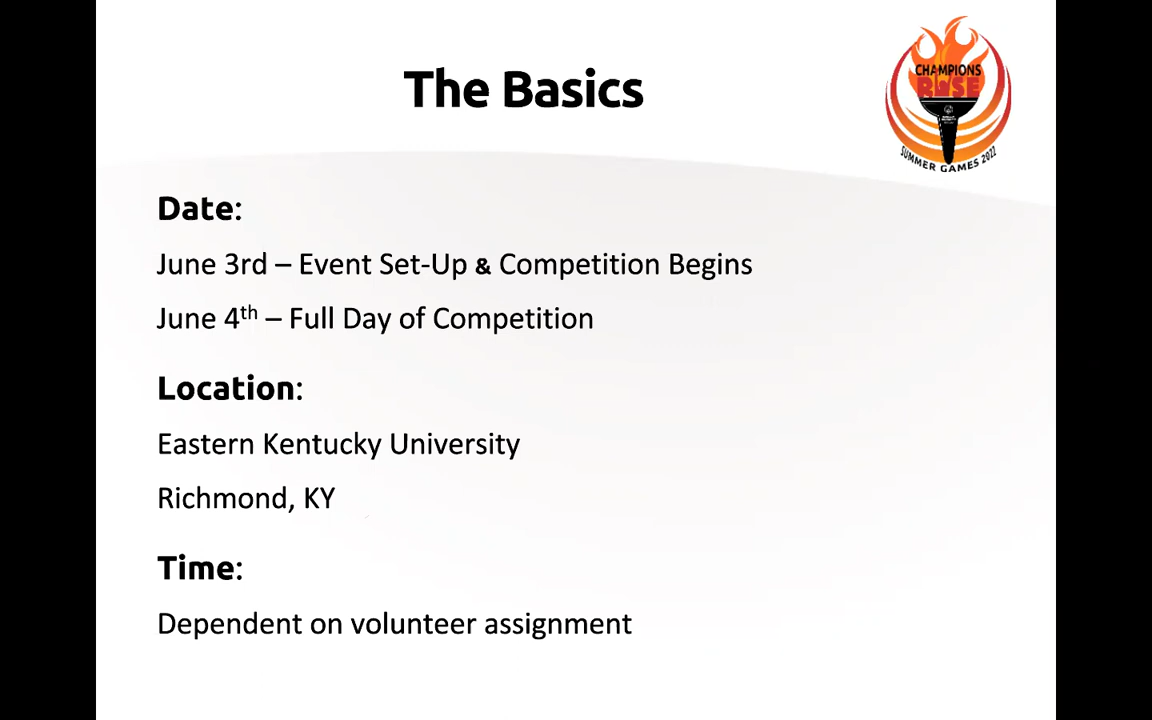 The Basics
CHAMPIONS
RISE
SUMMER GAMES 2022
Date:
June 3rd – Event Set-Up & Competition Begins
June 4th – Full Day of Competition
Location:
Eastern Kentucky University
Richmond, KY
Time:
Dependent on volunteer assignment